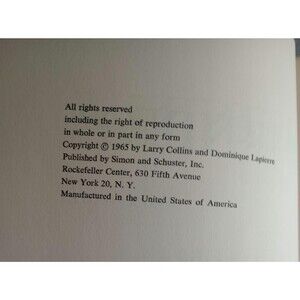 All rights reserved
including the right of reproduction
in whole or in part in any form
Copyright © 1965 by Larry Collins and Dominique Lapierre
Published by Simon and Schuster, Inc.
Rockefeller Center, 630 Fifth Avenue
New York 20, N. Y.
Manufactured in the United States of America